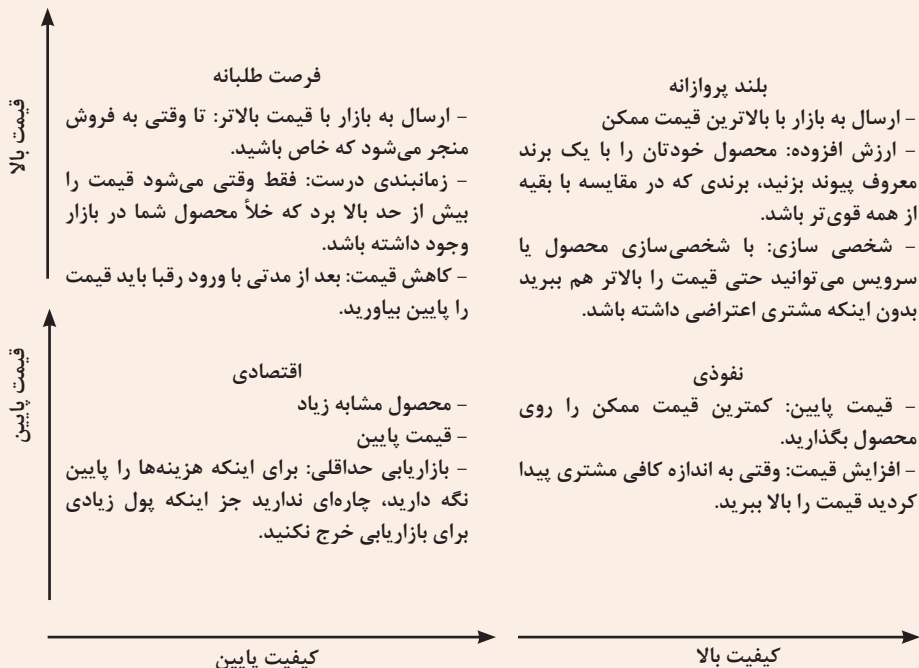 بلند پروازانه
- ارسال به بازار با بالاترین قیمت ممکن
- ارزش افزوده: محصول خودتان را با یک برند
معروف پیوند بزنید، برندی که در مقایسه با بقیه
از همه قوی‌تر باشد.
- شخصی سازی: با شخصی‌سازی محصول یا
سرویس می‌توانید حتی قیمت را بالاتر هم ببرید
بدون اینکه مشتری اعتراضی داشته باشد.
فرصت طلبانه
- ارسال به بازار با قیمت بالاتر: تا وقتی به فروش
منجر می‌شود که خاص باشید.
- زمانبندی درست: فقط وقتی می‌شود قیمت را
بیش از حد بالا برد که خلأ محصول شما در بازار
وجود داشته باشد.
- کاهش قیمت: بعد از مدتی با ورود رقبا باید قیمت
را پایین بیاورید.
قیمت بالا
نفوذی
- قیمت پایین: کمترین قیمت ممکن را روی
محصول بگذارید.
- افزایش قیمت: وقتی به اندازه کافی مشتری پیدا
کردید قیمت را بالا ببرید.
اقتصادی
- محصول مشابه زیاد
- قیمت پایین
- بازاریابی حداقلی: برای اینکه هزینه‌ها را پایین
نگه دارید، چاره‌ای ندارید جز اینکه پول زیادی
برای بازاریابی خرج نکنید.
قیمت پایین
کیفیت بالا
کیفیت پایین